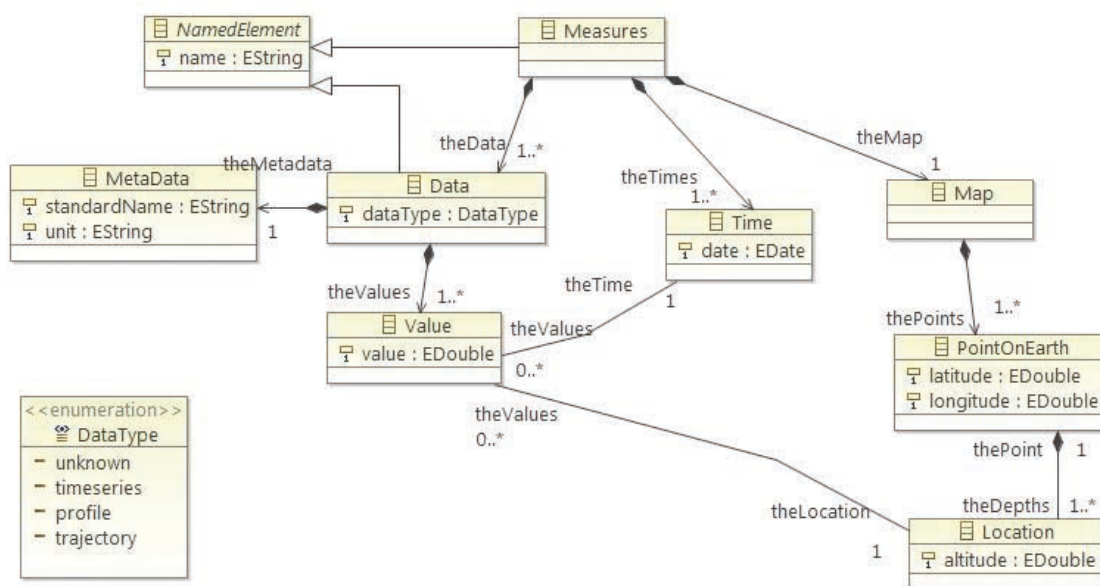 NamedElement
name : EString
Measures
theData
1..*
theTimes
1..*
theMap
1
theMetadata
1
MetaData
standardName : EString
unit : EString
Data
dataType : DataType
Time
date : EDate
Map
theValues
1..*
theTime
1
theValues
0..*
Value
value : EDouble
thePoints
1..*
PointOnEarth
latitude : EDouble
longitude : EDouble
<<enumeration>>
DataType
unknown
timeseries
profile
trajectory
theValues
0..*
thePoint
1
theLocation
1
theDepths
1..*
Location
altitude : EDouble